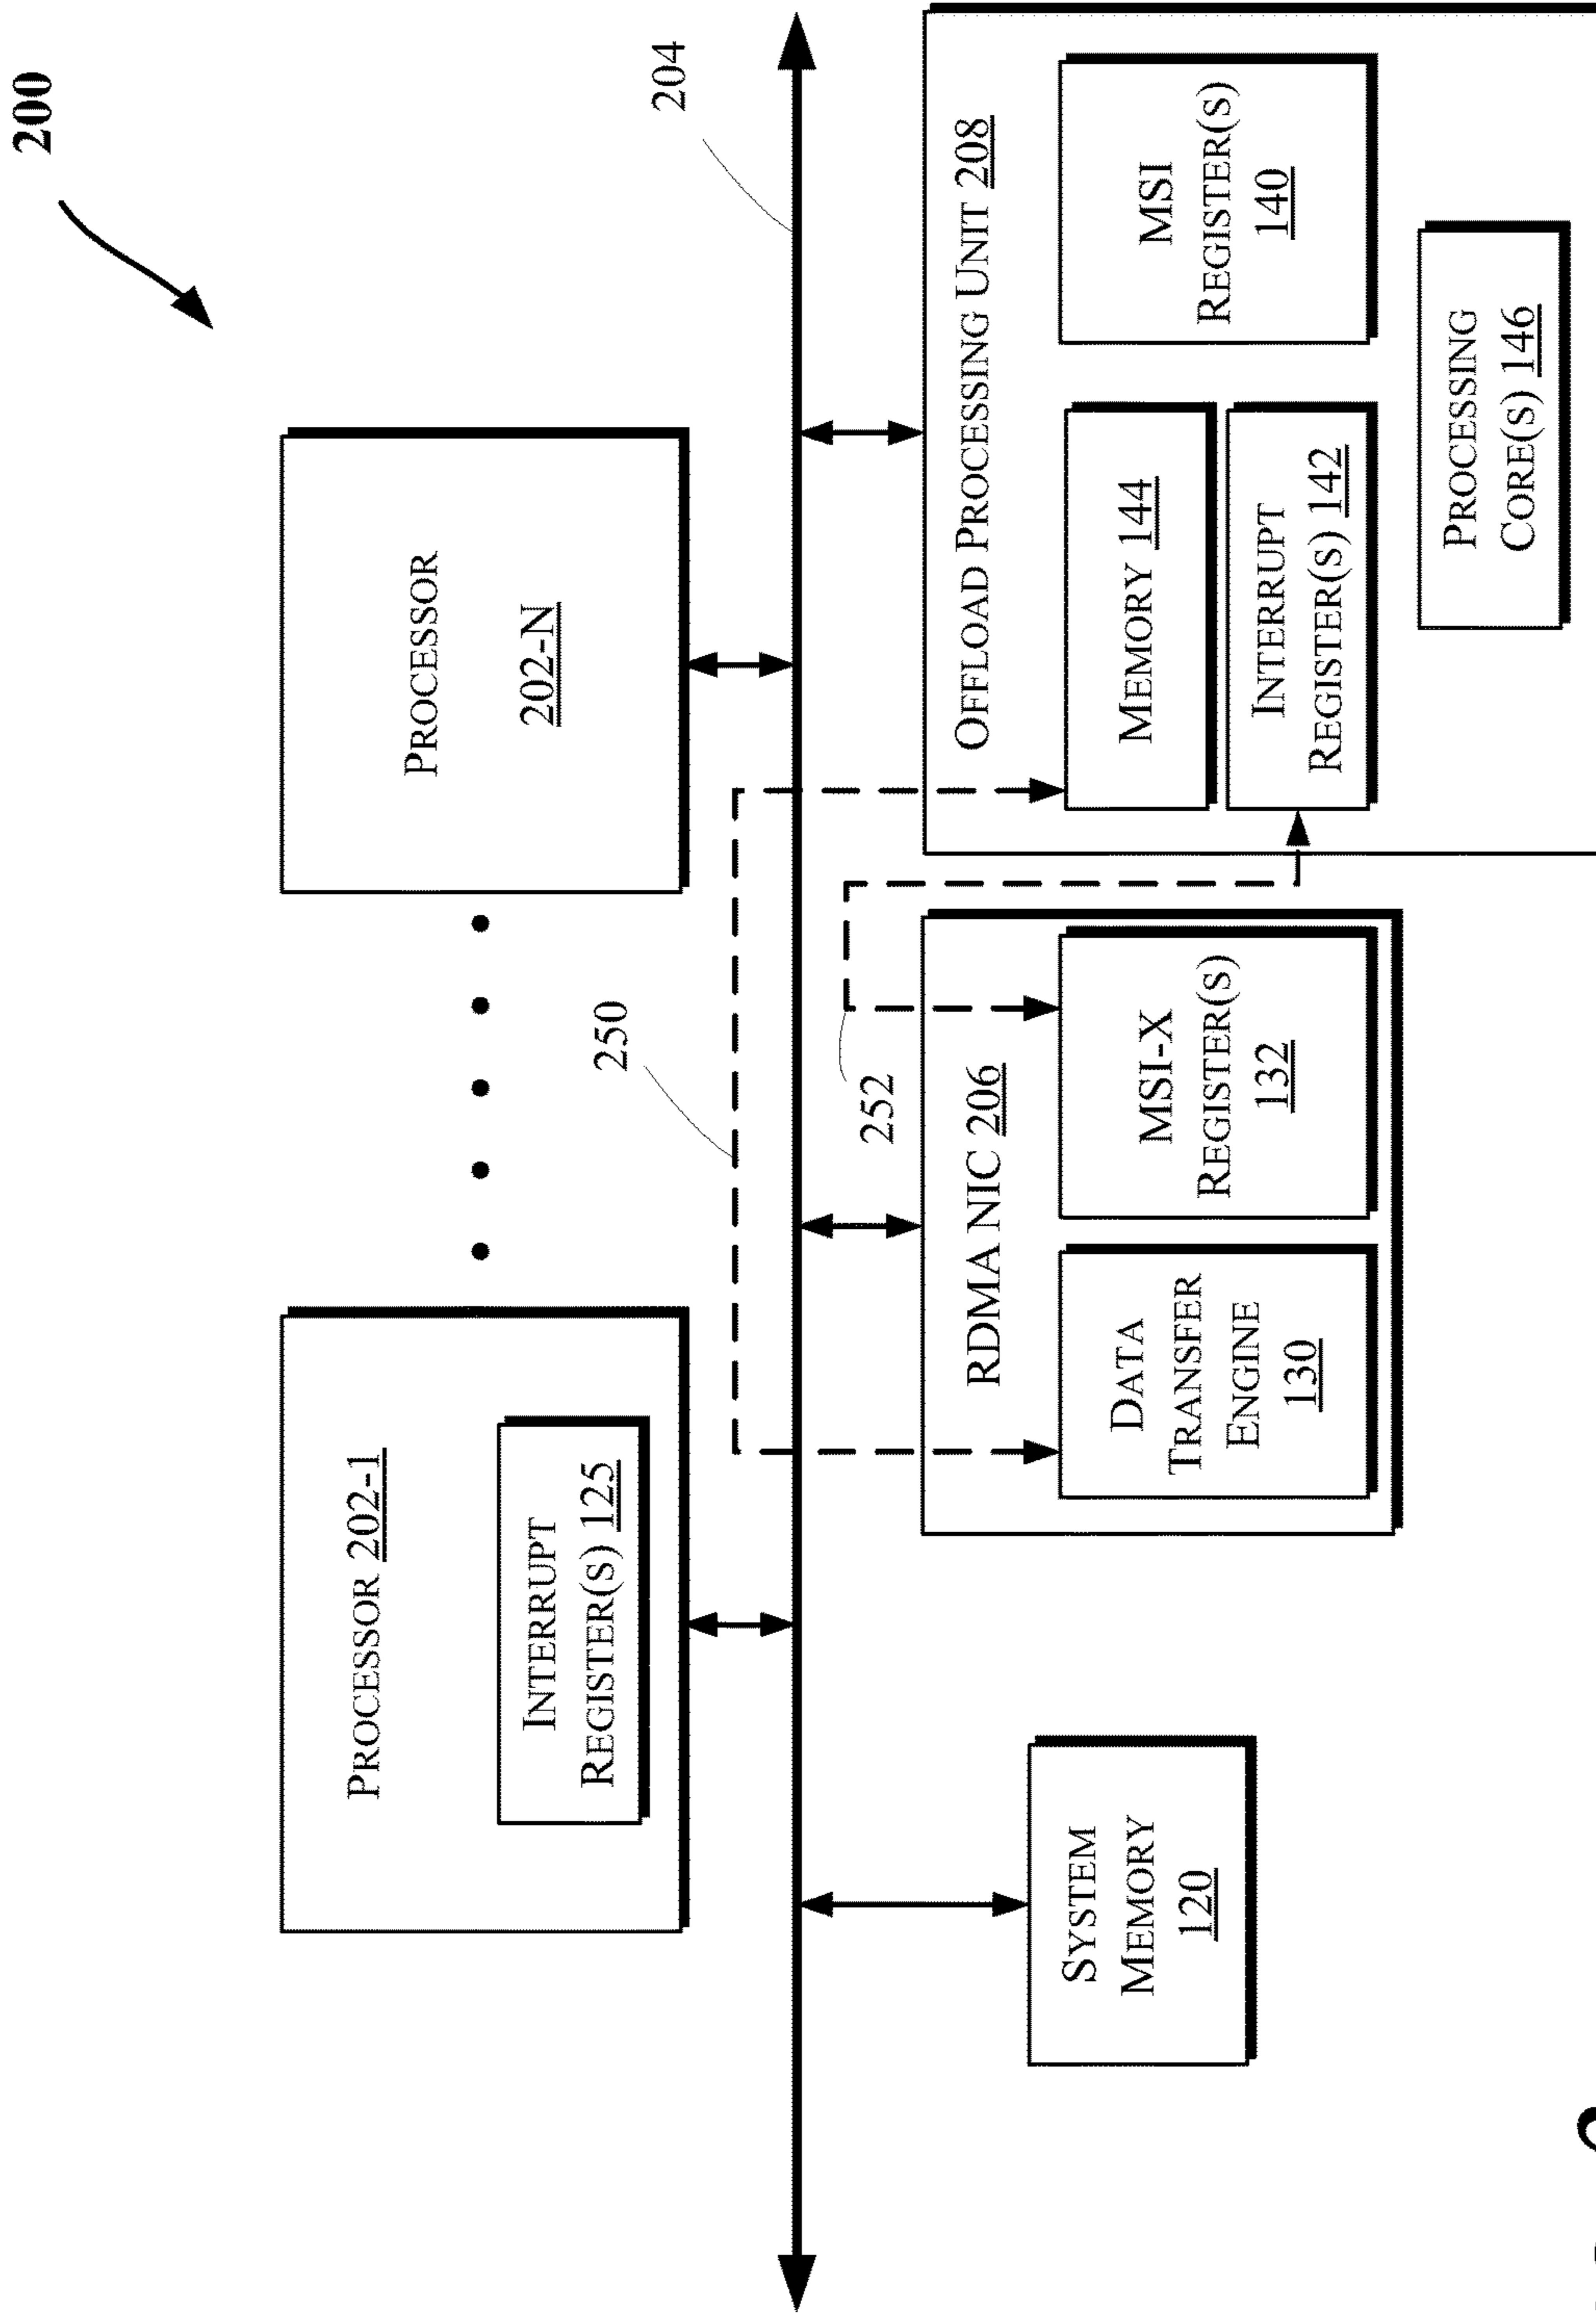 200
PROCESSOR 202-1
INTERRUPT
REGISTER(S) 125
PROCESSOR
202-N
250
204
252
SYSTEM
MEMORY
120
RDMA NIC 206
DATA
TRANSFER
ENGINE
130
MSI-X
REGISTER(S)
132
OFFLOAD PROCESSING UNIT 208
MEMORY 144
INTERRUPT
REGISTER(S) 142
MSI
REGISTER(S)
140
PROCESSING
CORE(S) 146